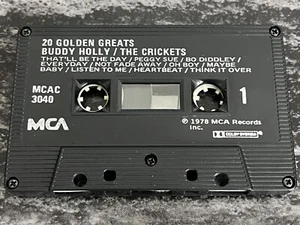 20 GOLDEN GREATS
BUDDY HOLLY / THE CRICKETS
THAT'LL BE THE DAY / PEGGY SUE / BO DIDDLEY /
EVERYDAY / NOT FADE AWAY / OH BOY / MAYBE
BABY / LISTEN TO ME / HEARTBEAT / THINK IT OVER
MCAC
3040
1
MCA
℗ 1978 MCA Records
Inc.
DOLBY SYSTEM